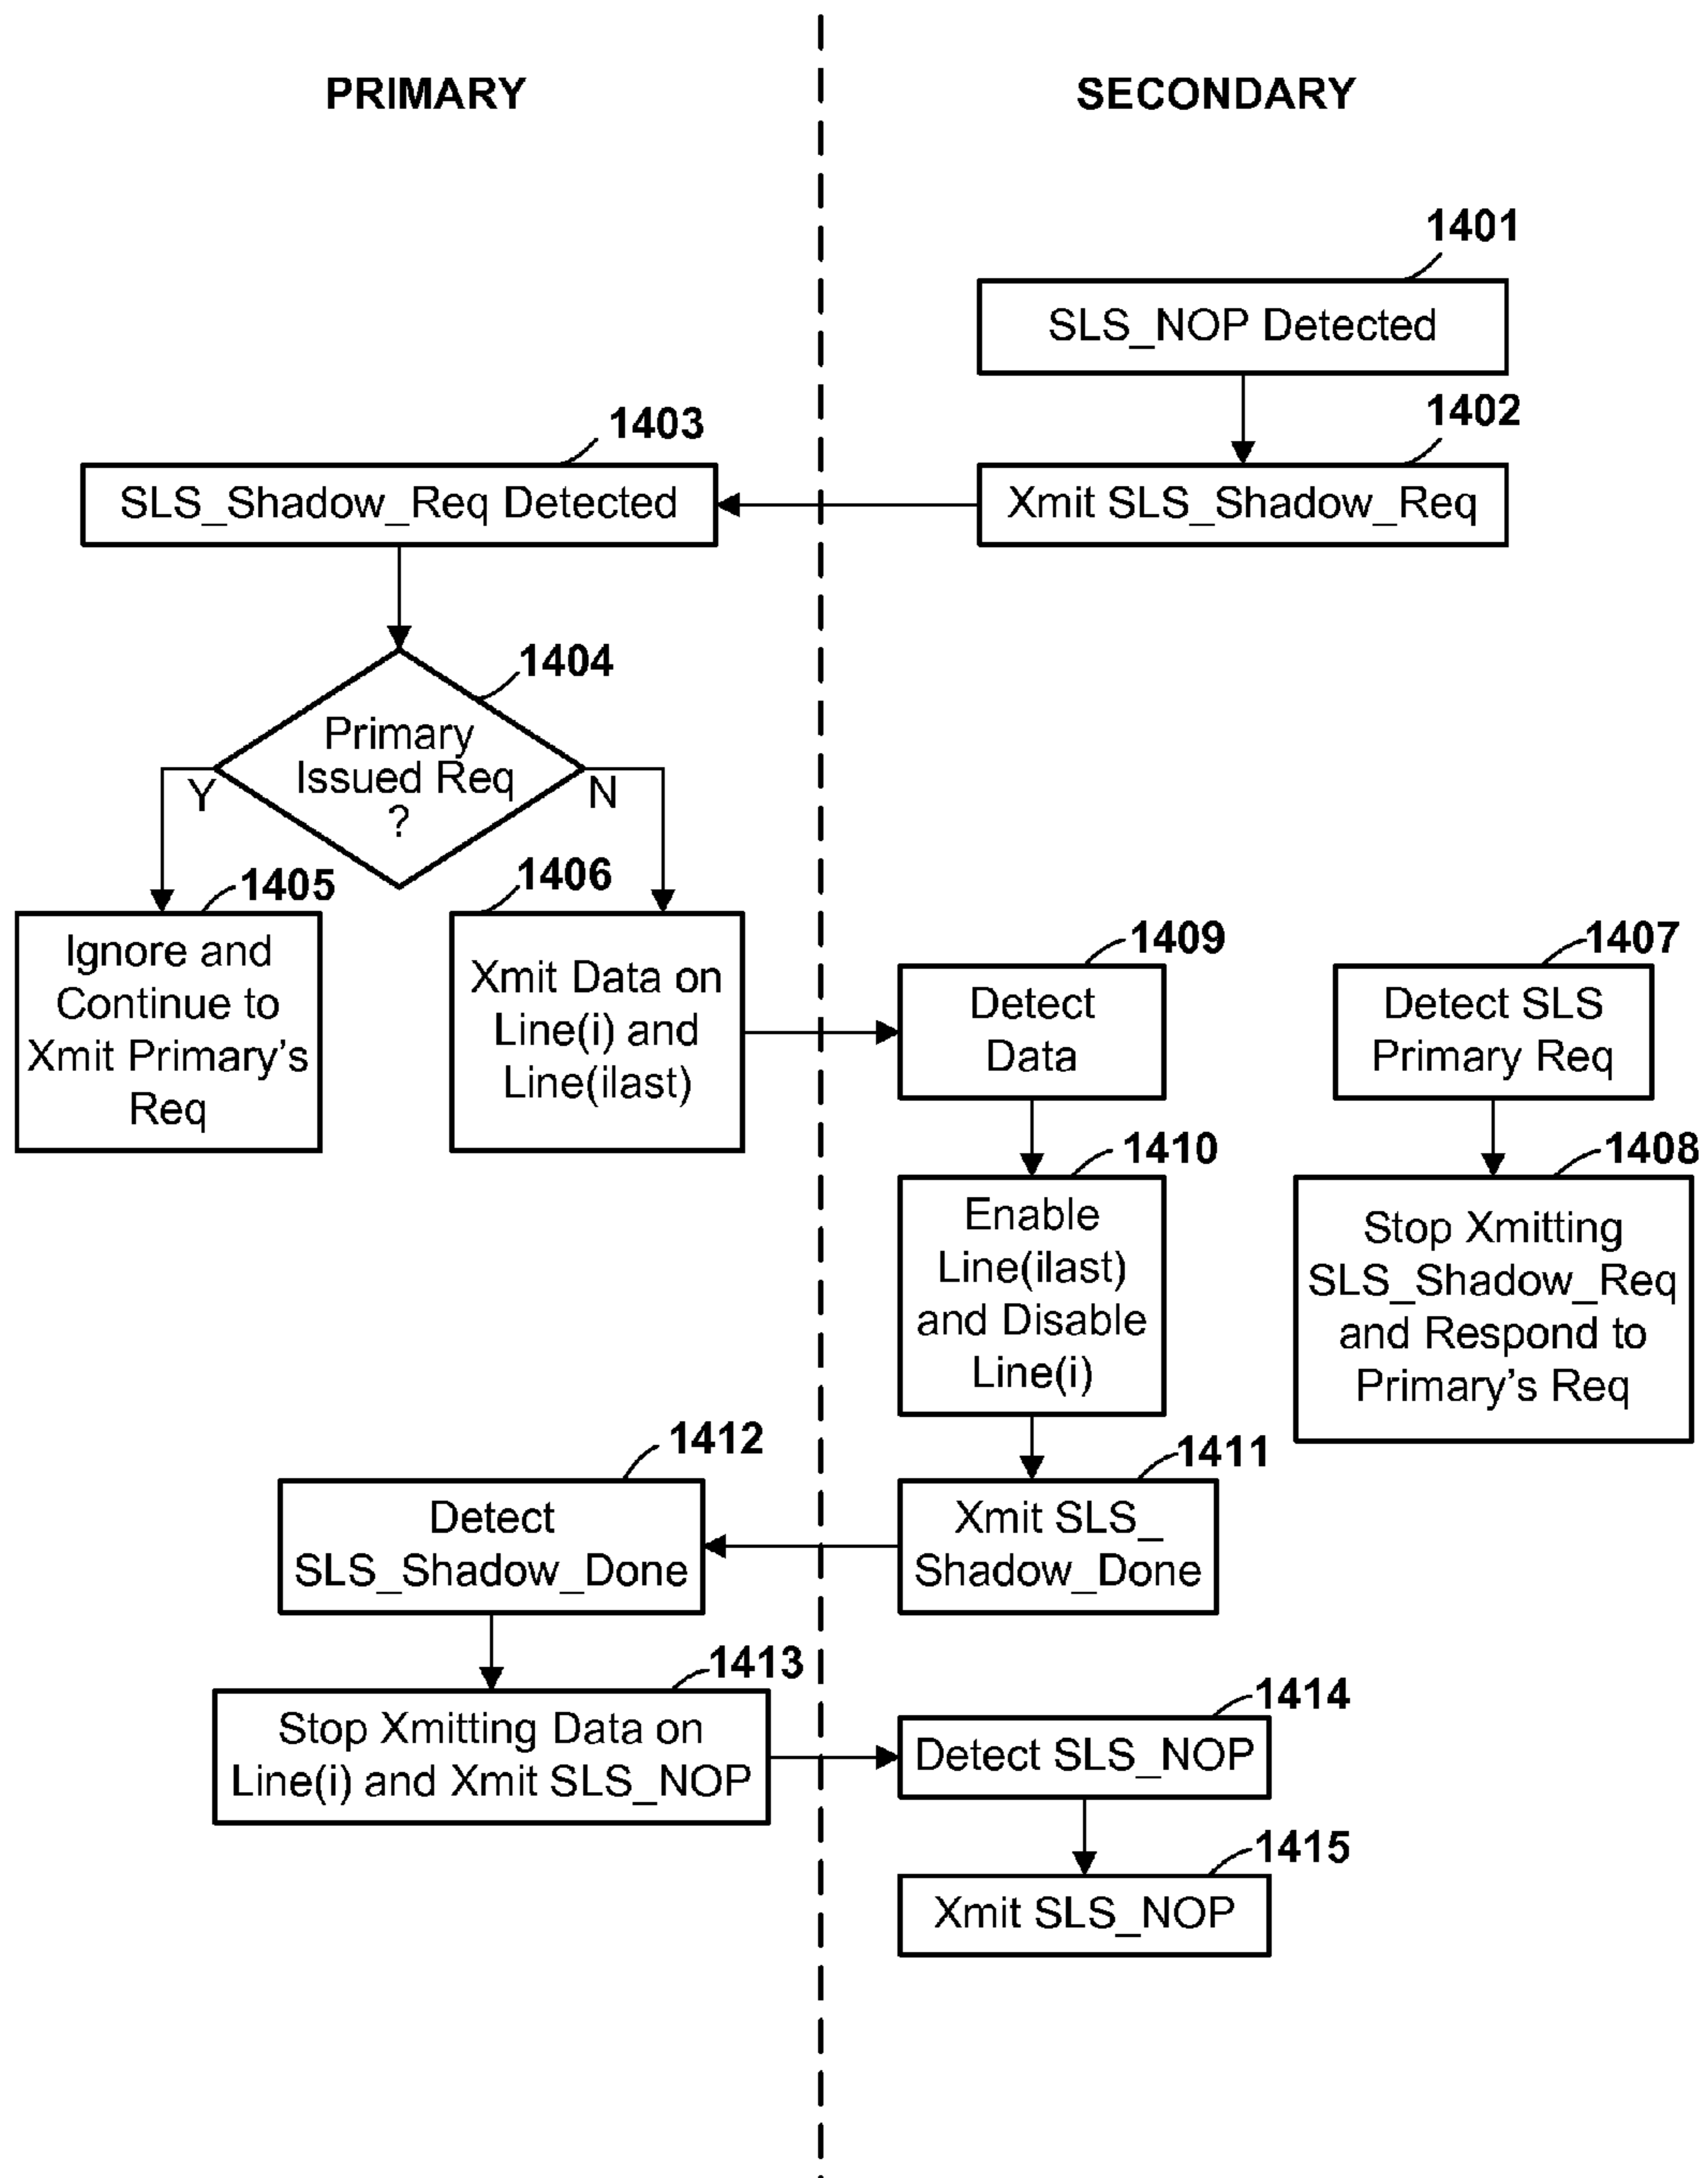 PRIMARY
SECONDARY
1401
SLS_NOP Detected
1402
Xmit SLS_Shadow_Req
1403
SLS_Shadow_Req Detected
1404
Primary
Issued Req
?
Y
N
1405
Ignore and
Continue to
Xmit Primary's
Req
1406
Xmit Data on
Line(i) and
Line(ilast)
1409
Detect
Data
1407
Detect SLS
Primary Req
1410
Enable
Line(ilast)
and Disable
Line(i)
1408
Stop Xmitting
SLS_Shadow_Req
and Respond to
Primary's Req
1411
Xmit SLS_
Shadow_Done
1412
Detect
SLS_Shadow_Done
1413
Stop Xmitting Data on
Line(i) and Xmit SLS_NOP
1414
Detect SLS_NOP
1415
Xmit SLS_NOP